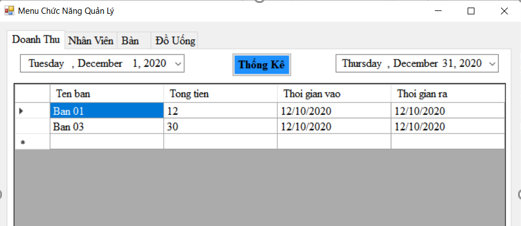 Menu Chức Năng Quản Lý
Doanh Thu Nhân Viên Bàn Đồ Uống
Tuesday , December 1, 2020 Thống Kê Thursday , December 31, 2020
Ten ban Tong tien Thoi gian vao Thoi gian ra
Ban 01 12 12/10/2020 12/10/2020
Ban 03 30 12/10/2020 12/10/2020